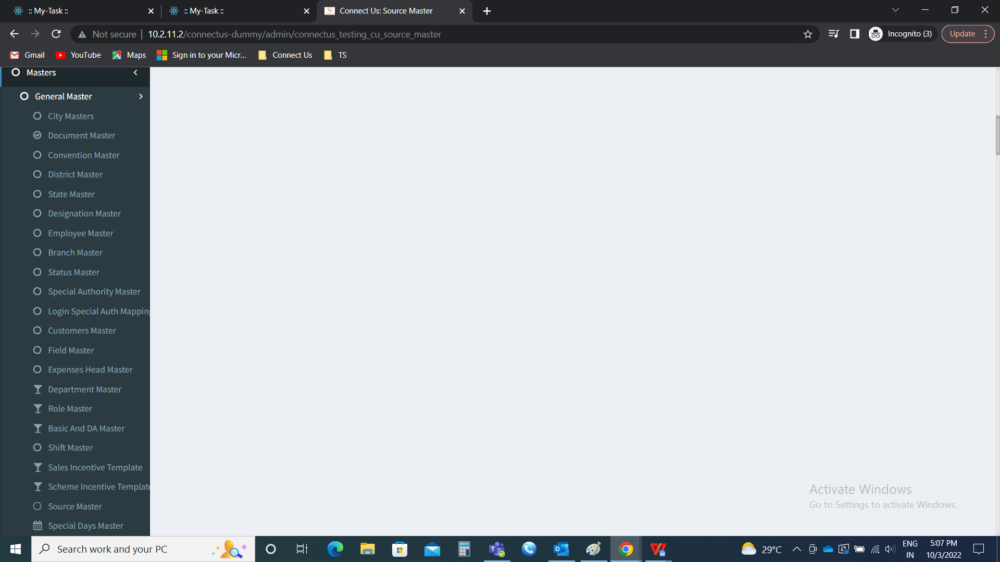 :: My-Task ::
:: My-Task ::
Connect Us: Source Master
Not secure
10.2.11.2/connectus-dummy/admin/connectus_testing_cu_source_master
Incognito (3)
Update
Gmail
YouTube
Maps
Sign in to your Micr...
Connect Us
TS
Masters
General Master
City Masters
Document Master
Convention Master
District Master
State Master
Designation Master
Employee Master
Branch Master
Status Master
Special Authority Master
Login Special Auth Mapping
Customers Master
Field Master
Expenses Head Master
Department Master
Role Master
Basic And DA Master
Shift Master
Sales Incentive Template
Scheme Incentive Template
Source Master
Special Days Master
Activate Windows
Go to Settings to activate Windows.
Search work and your PC
29°C
ENG
IN
5:07 PM
10/3/2022